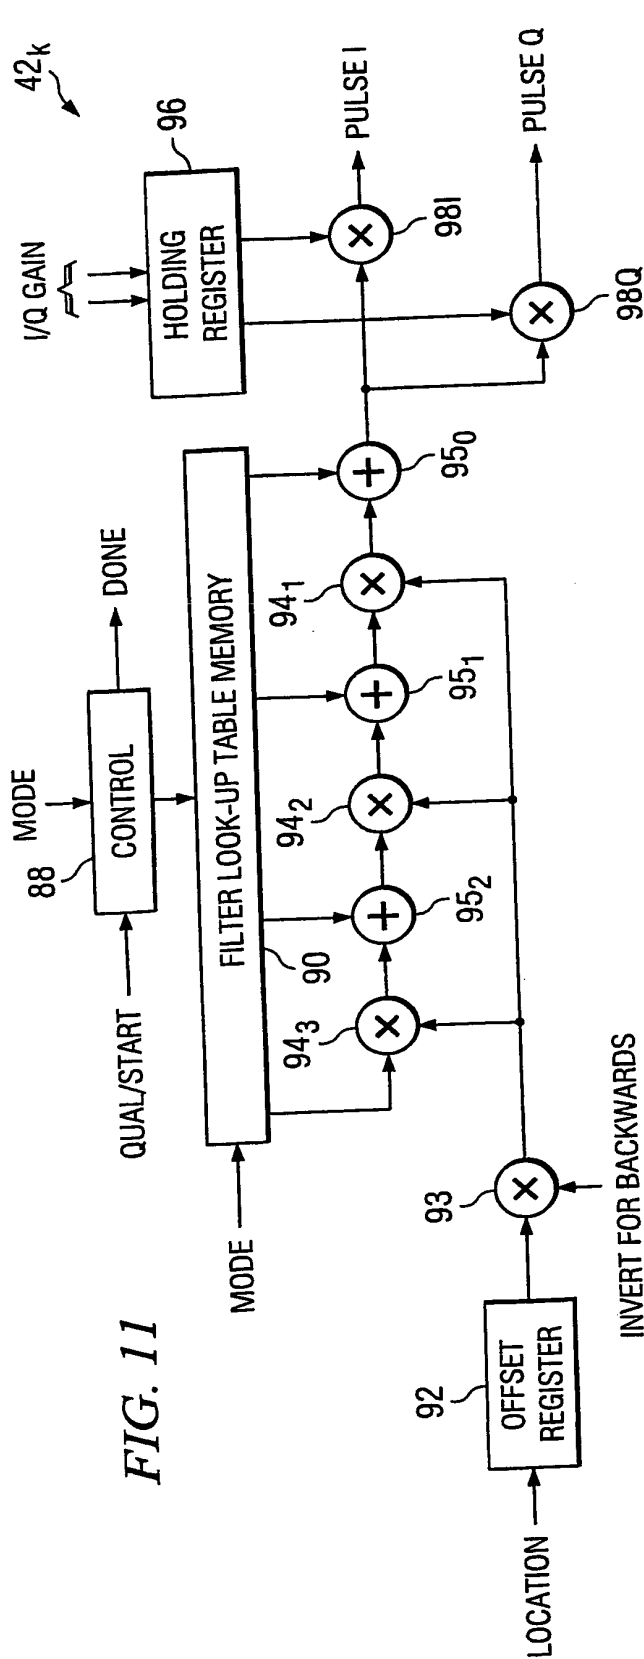 FIG. 11
42k
I/Q GAIN
96
HOLDING
REGISTER
PULSE I
98I
PULSE Q
98Q
MODE
88
CONTROL
DONE
QUAL/START
MODE
FILTER LOOK-UP TABLE MEMORY
90
943
952
942
951
941
950
93
INVERT FOR BACKWARDS
92
OFFSET
REGISTER
LOCATION